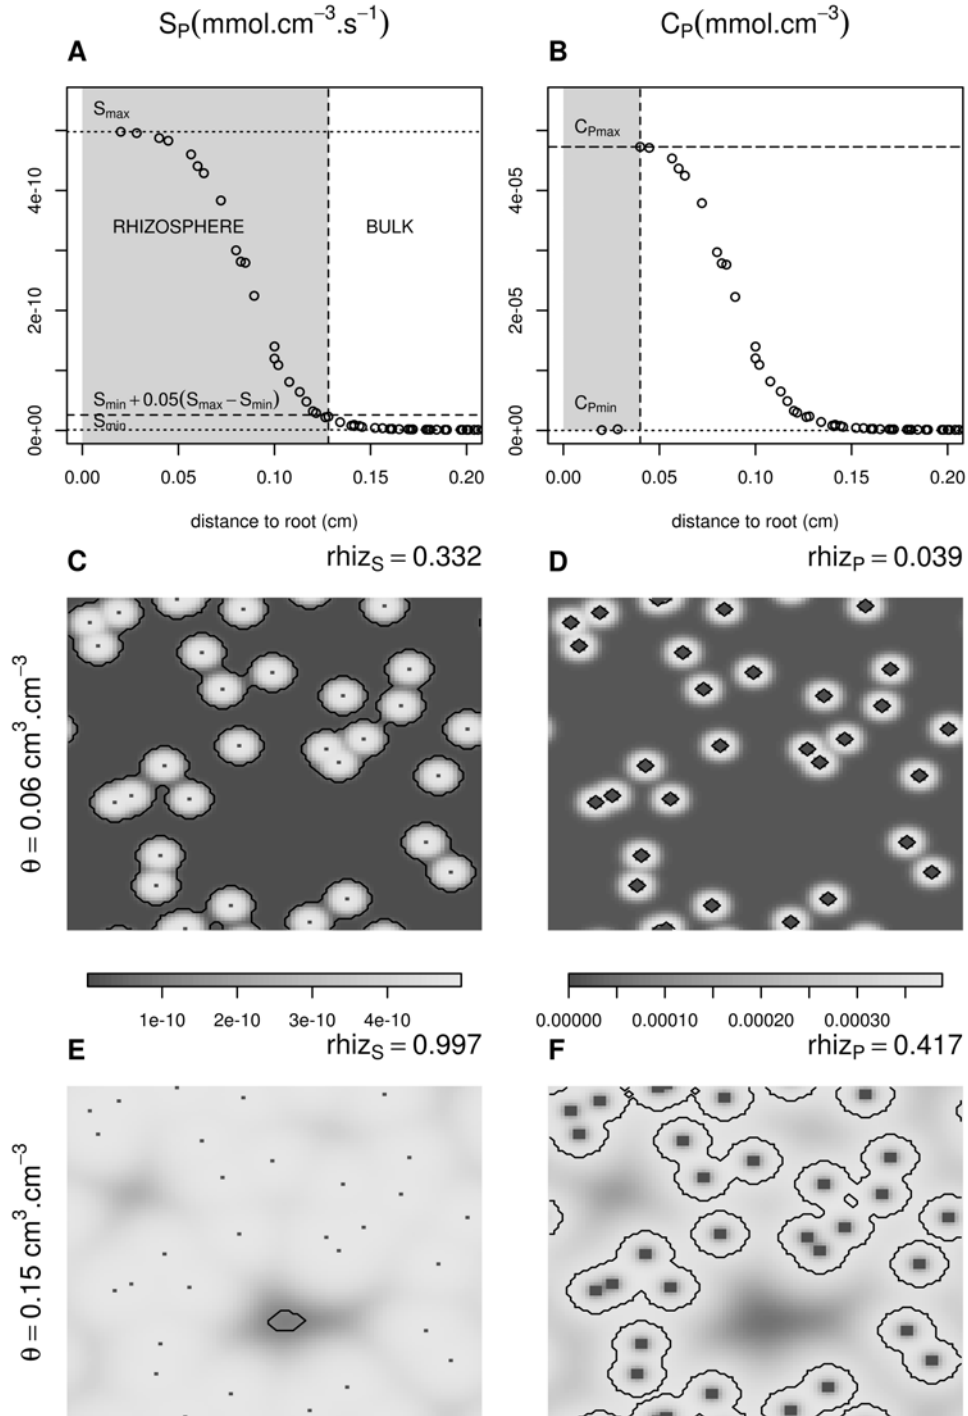 S_P(mmol.cm⁻³.s⁻¹)
C_P(mmol.cm⁻³)
A
B
S_max
RHIZOSPHERE
BULK
S_min + 0.05(S_max − S_min)
S_min
0e+00
2e-10
4e-10
0.00 0.05 0.10 0.15 0.20
distance to root (cm)
C_Pmax
C_Pmin
0e+00
2e-05
4e-05
0.00 0.05 0.10 0.15 0.20
distance to root (cm)
C
rhiz_S = 0.332
D
rhiz_P = 0.039
θ = 0.06 cm³.cm⁻³
1e-10 2e-10 3e-10 4e-10
0.00000 0.00010 0.00020 0.00030
E
rhiz_S = 0.997
F
rhiz_P = 0.417
θ = 0.15 cm³.cm⁻³